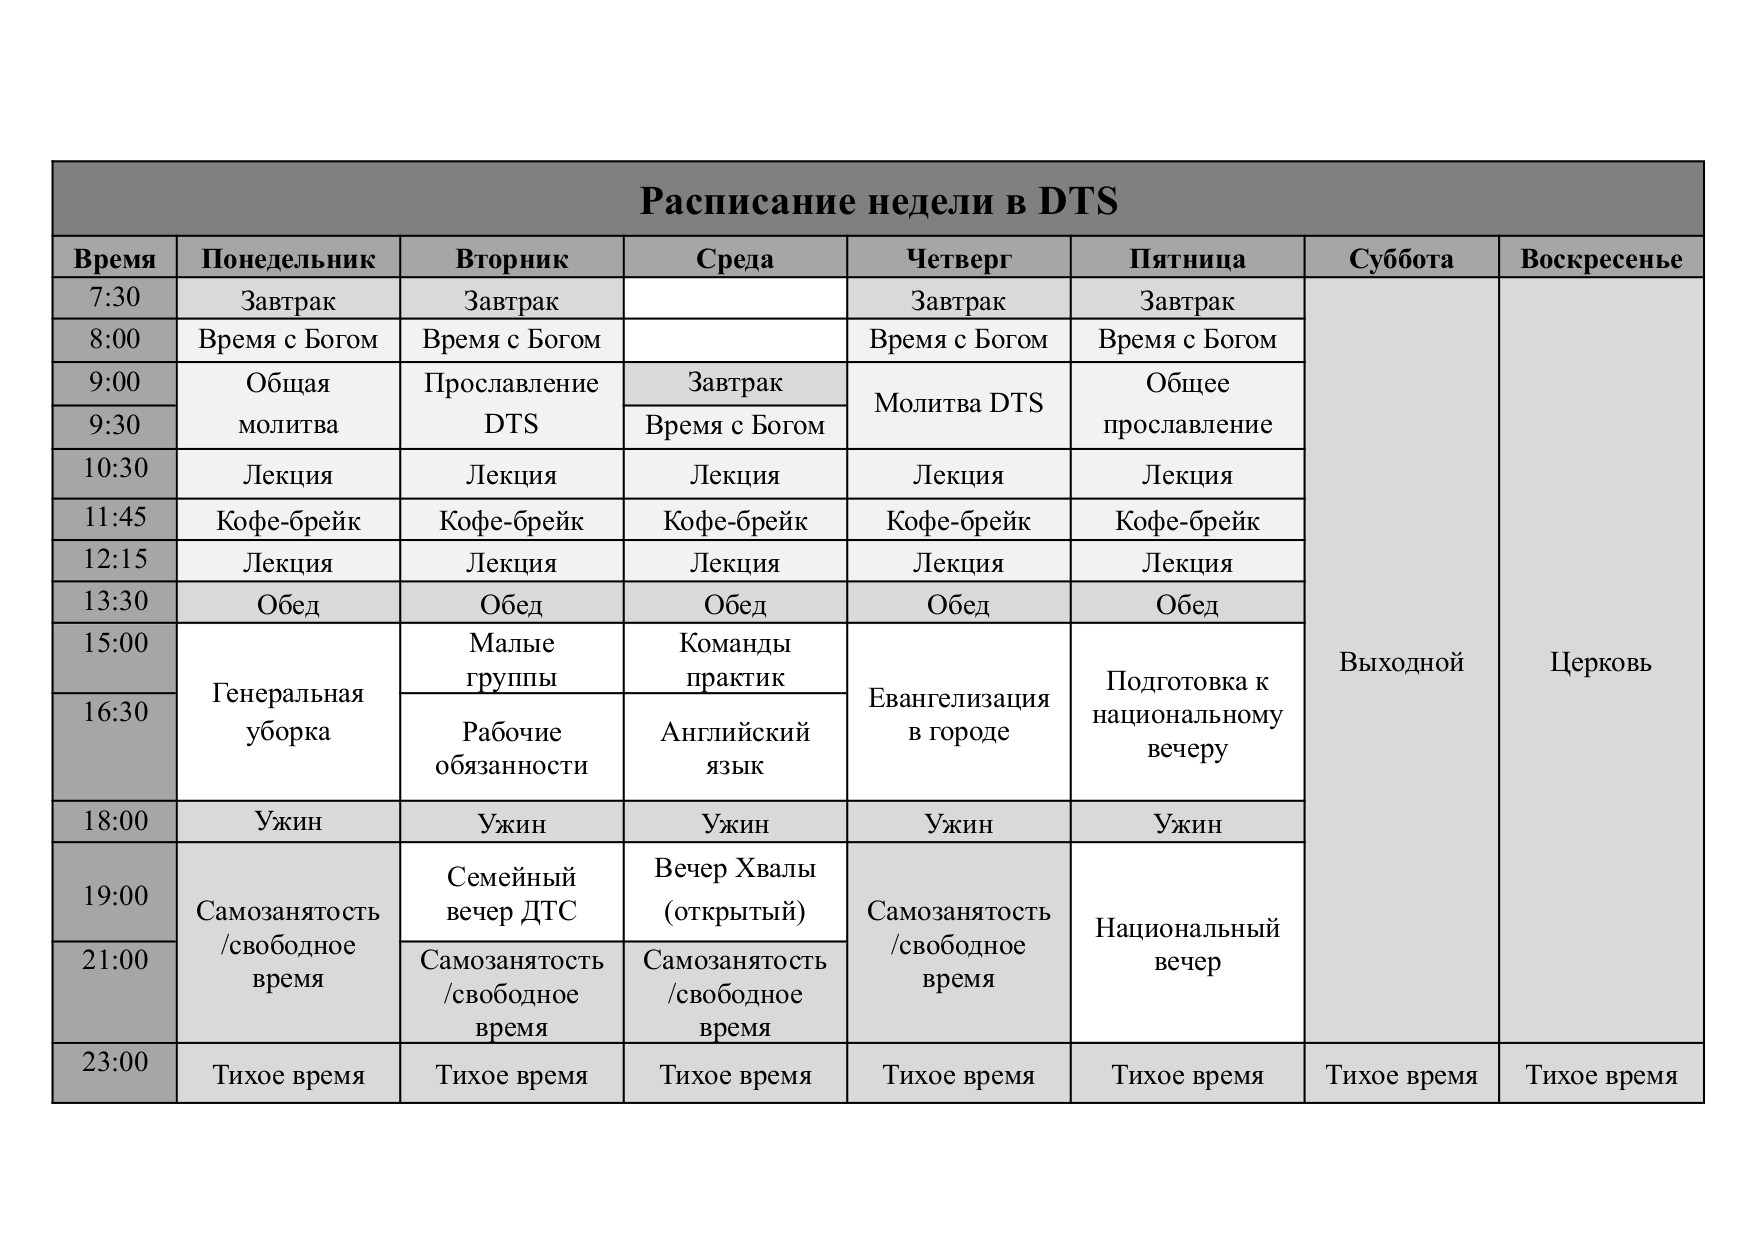 Расписание недели в DTS
Время Понедельник Вторник Среда Четверг Пятница Суббота Воскресенье
7:30 Завтрак Завтрак Завтрак Завтрак
8:00 Время с Богом Время с Богом Время с Богом Время с Богом
9:00 Общая Прославление Завтрак Молитва DTS Общее
9:30 молитва DTS Время с Богом прославление
10:30 Лекция Лекция Лекция Лекция Лекция
11:45 Кофе-брейк Кофе-брейк Кофе-брейк Кофе-брейк Кофе-брейк
12:15 Лекция Лекция Лекция Лекция Лекция
13:30 Обед Обед Обед Обед Обед
15:00
Генеральная
уборка
Малые
группы
Команды
практик
Евангелизация
в городе
Подготовка к
национальному
вечеру
Выходной
Церковь
16:30
Рабочие
обязанности
Английский
язык
18:00 Ужин Ужин Ужин Ужин Ужин
19:00
Самозанятость
/свободное
время
Семейный
вечер ДТС
Вечер Хвалы
(открытый)
Самозанятость
/свободное
время
Национальный
вечер
21:00
Самозанятость
/свободное
время
Самозанятость
/свободное
время
23:00 Тихое время Тихое время Тихое время Тихое время Тихое время Тихое время Тихое время